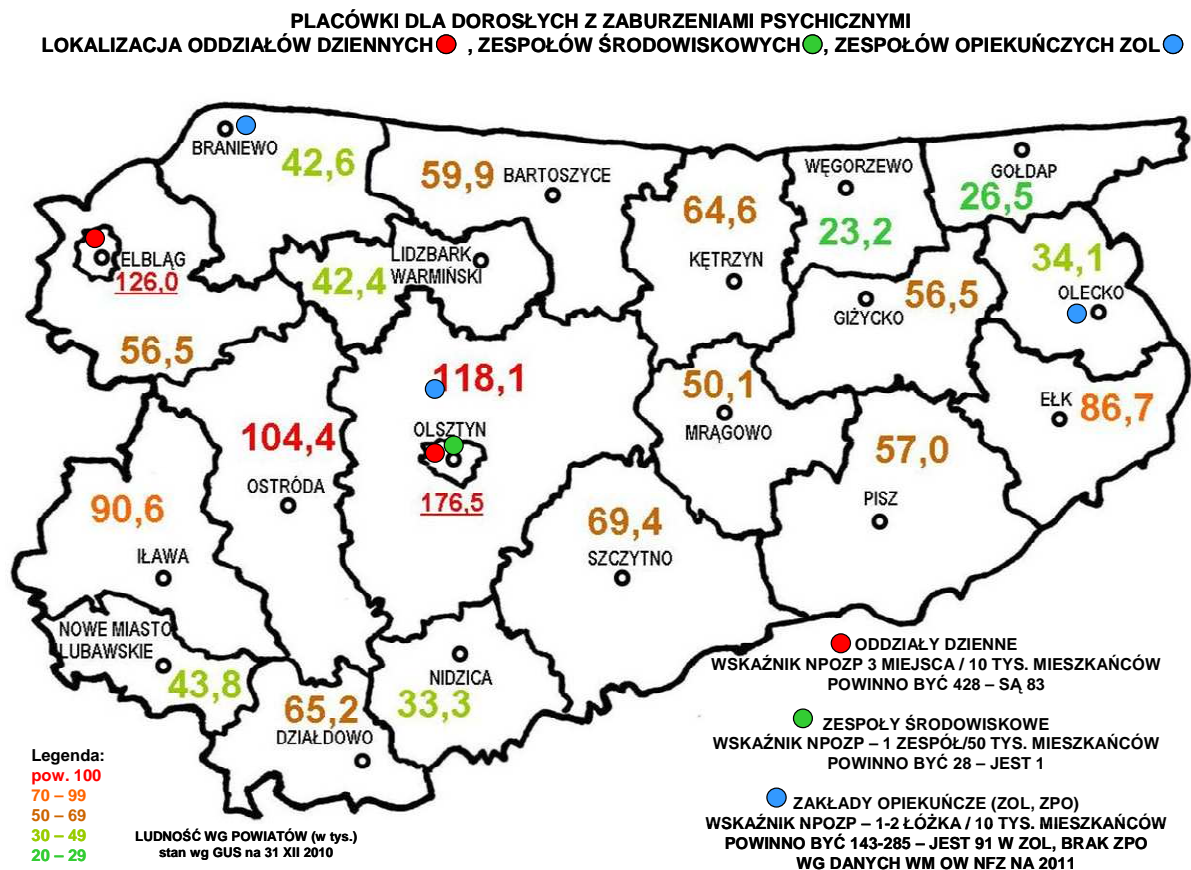 PLACÓWKI DLA DOROSŁYCH Z ZABURZENIAMI PSYCHICZNYMI
LOKALIZACJA ODDZIAŁÓW DZIENNYCH , ZESPOŁÓW ŚRODOWISKOWYCH , ZESPOŁÓW OPIEKUŃCZYCH ZOL
BRANIEWO
42,6
59,9
BARTOSZYCE
WĘGORZEWO
23,2
GOŁDAP
26,5
64,6
KĘTRZYN
ELBLĄG
126,0
56,5
LIDZBARK
WARMIŃSKI
42,4
56,5
GIŻYCKO
34,1
OLECKO
118,1
OLSZTYN
176,5
50,1
MRĄGOWO
EŁK
86,7
104,4
OSTRÓDA
57,0
PISZ
90,6
IŁAWA
69,4
SZCZYTNO
NOWE MIASTO
LUBAWSKIE
43,8
65,2
DZIAŁDOWO
NIDZICA
33,3
ODDZIAŁY DZIENNE
WSKAŹNIK NPOZP 3 MIEJSCA / 10 TYS. MIESZKAŃCÓW
POWINNO BYĆ 428 – SĄ 83
ZESPOŁY ŚRODOWISKOWE
WSKAŹNIK NPOZP – 1 ZESPÓŁ/50 TYS. MIESZKAŃCÓW
POWINNO BYĆ 28 – JEST 1
ZAKŁADY OPIEKUŃCZE (ZOL, ZPO)
WSKAŹNIK NPOZP – 1-2 ŁÓŻKA / 10 TYS. MIESZKAŃCÓW
POWINNO BYĆ 143-285 – JEST 91 W ZOL, BRAK ZPO
WG DANYCH WM OW NFZ NA 2011
Legenda:
pow. 100
70 – 99
50 – 69
30 – 49
20 – 29
LUDNOŚĆ WG POWIATÓW (w tys.)
stan wg GUS na 31 XII 2010